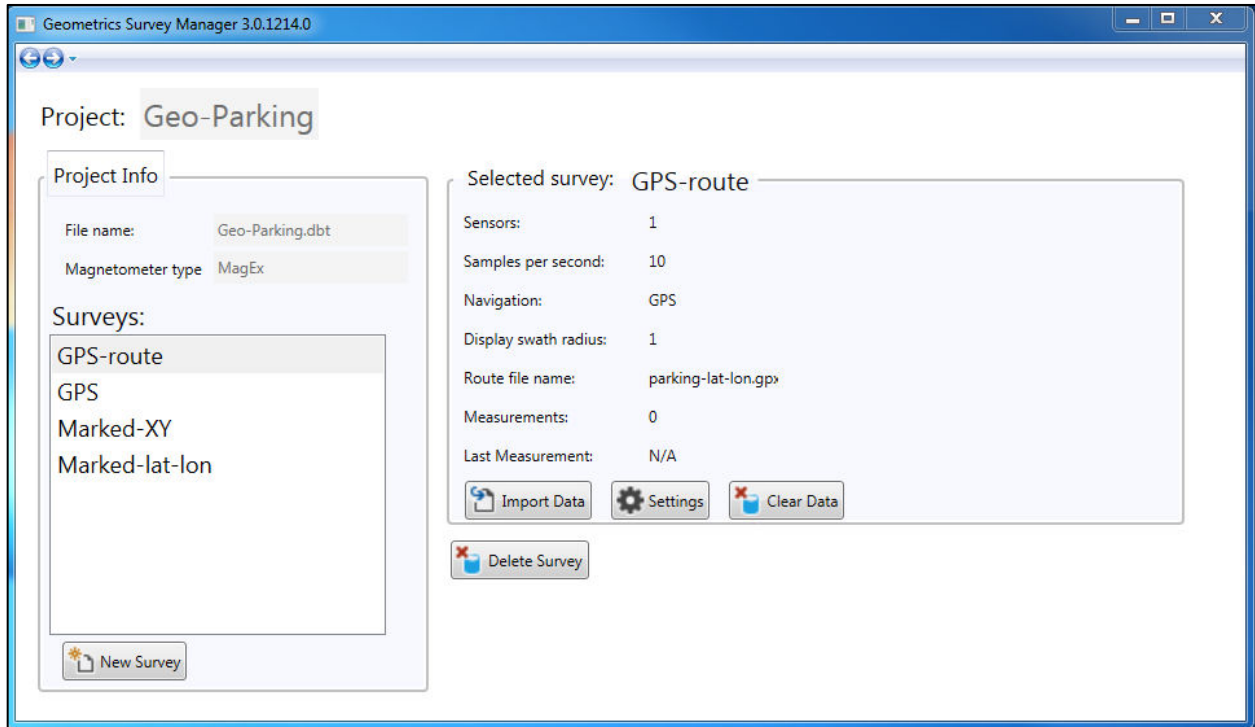 Geometrics Survey Manager 3.0.1214.0
Project: Geo-Parking
Project Info
File name: Geo-Parking.dbt
Magnetometer type MagEx
Surveys:
GPS-route
GPS
Marked-XY
Marked-lat-lon
New Survey
Selected survey: GPS-route
Sensors: 1
Samples per second: 10
Navigation: GPS
Display swath radius: 1
Route file name: parking-lat-lon.gpx
Measurements: 0
Last Measurement: N/A
Import Data Settings Clear Data
Delete Survey